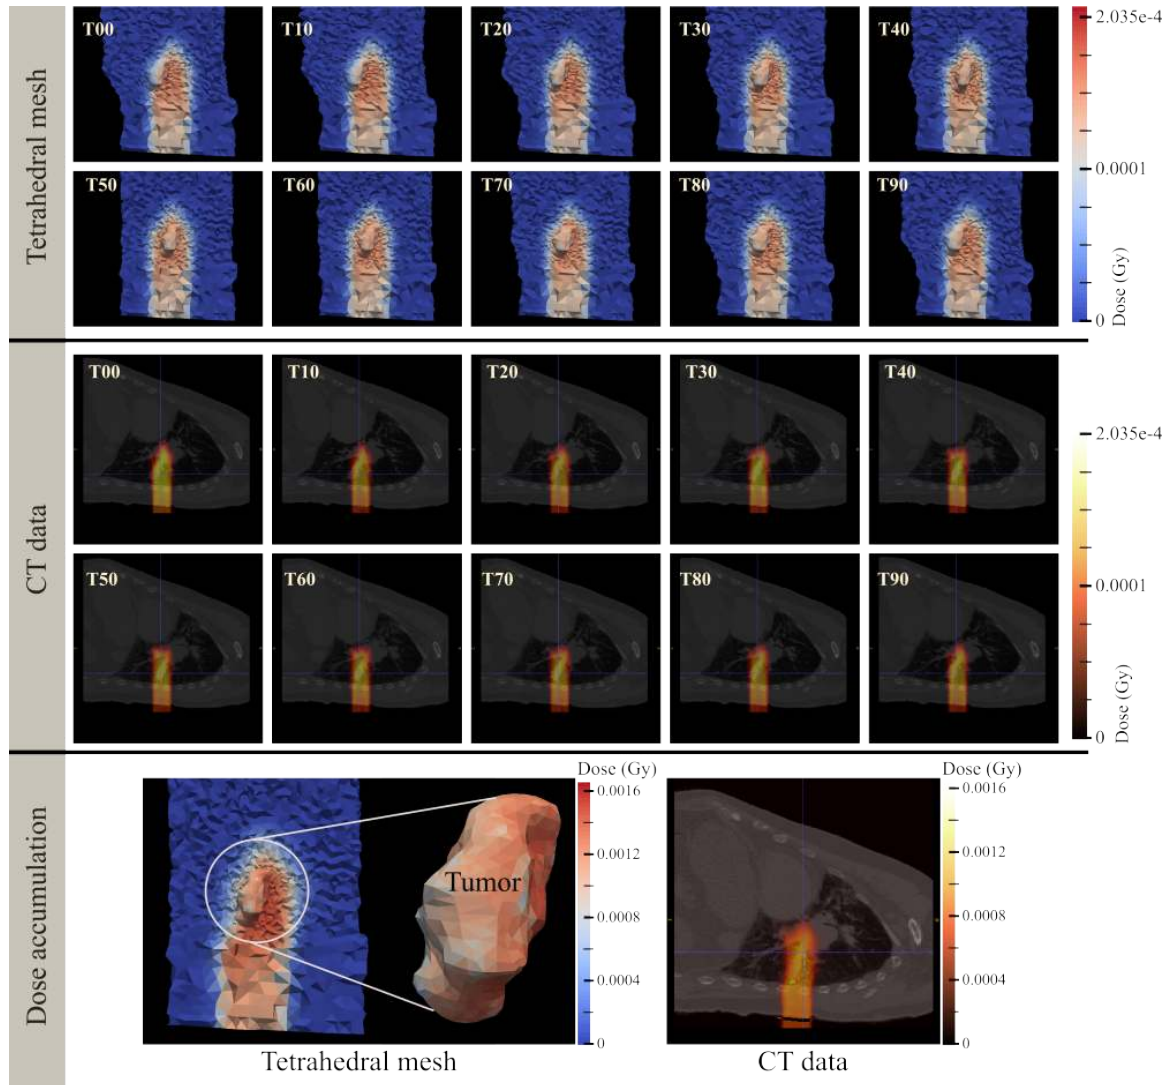 Tetrahedral mesh
T00
T10
T20
T30
T40
T50
T60
T70
T80
T90
2.035e-4
0.0001
0
Dose (Gy)
CT data
T00
T10
T20
T30
T40
T50
T60
T70
T80
T90
2.035e-4
0.0001
0
Dose (Gy)
Dose accumulation
Dose (Gy)
0.0016
0.0012
0.0008
0.0004
0
Tumor
Tetrahedral mesh
Dose (Gy)
0.0016
0.0012
0.0008
0.0004
0
CT data